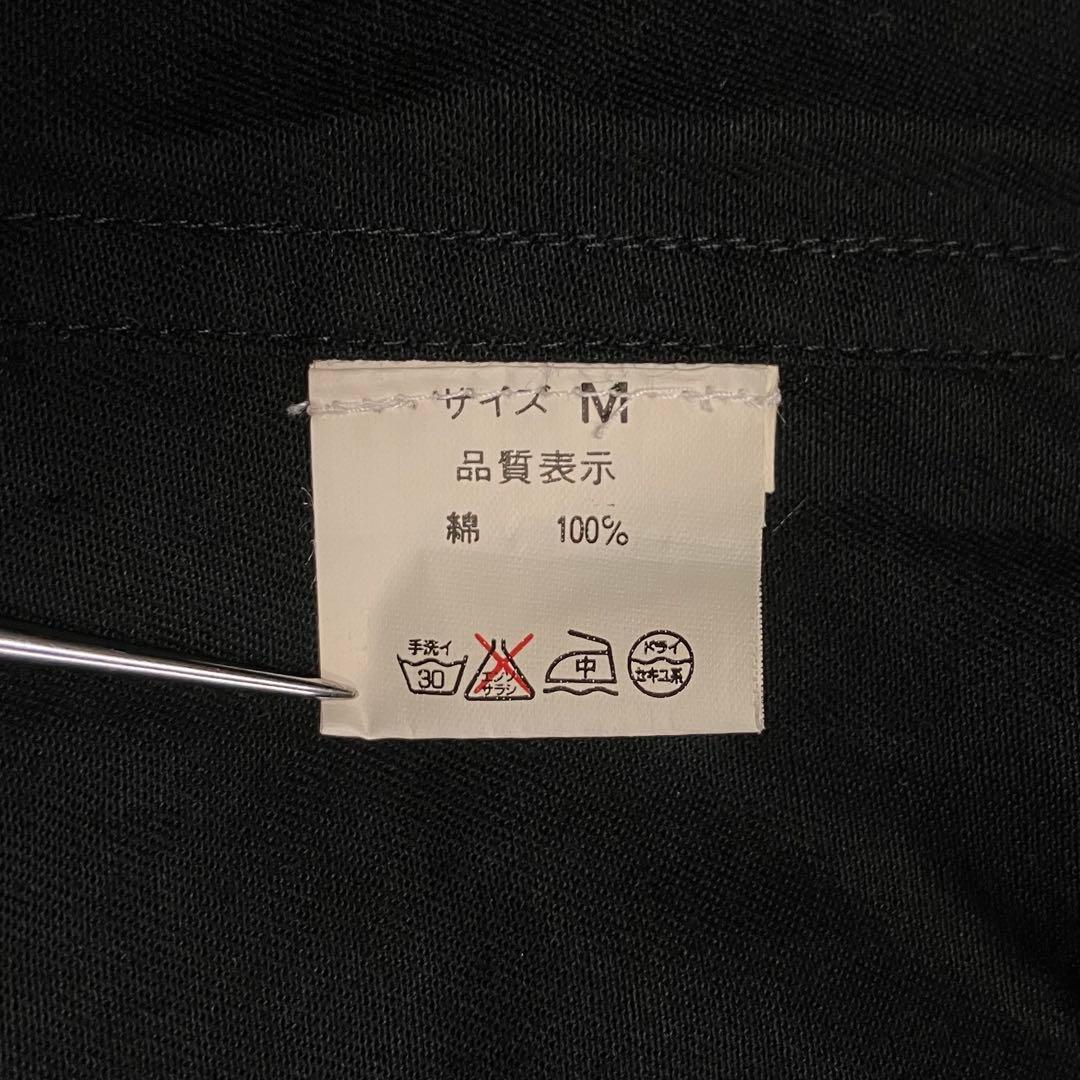 サイズ M
品質表示
綿 100%
手洗イ
30
エンソ
サラシ
中
ドライ
セキユ系